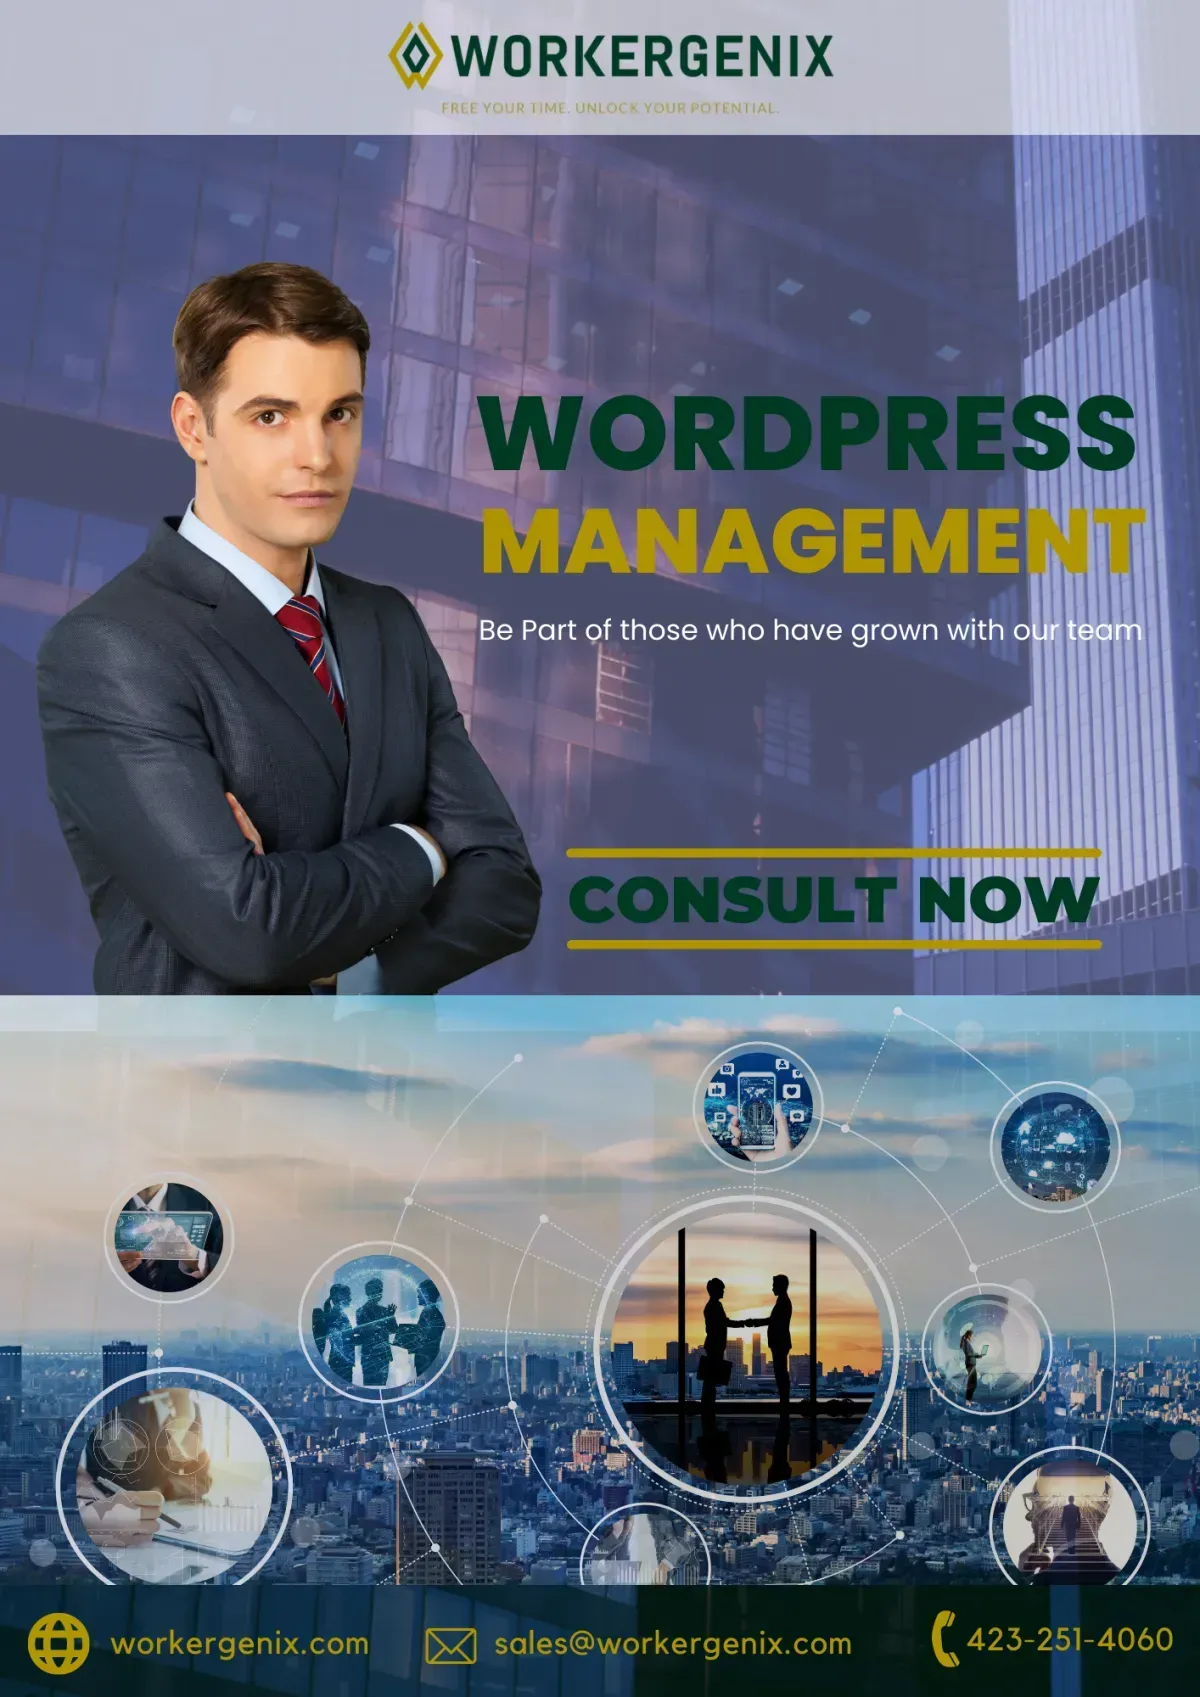 WORKERGENIX
FREE YOUR TIME. UNLOCK YOUR POTENTIAL.
WORDPRESS
MANAGEMENT
Be Part of those who have grown with our team
CONSULT NOW
workergenix.com
sales@workergenix.com
423-251-4060